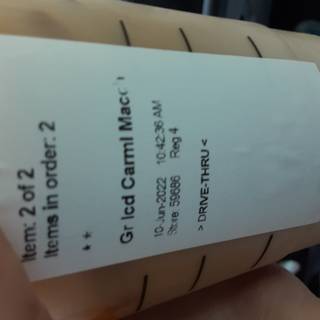 Item: 2 of 2
Items in order: 2
**
Gr Icd Carml Macc
10-Jun-2022 10:42:36 AM
Store: 59686 Reg 4
> DRIVE-THRU <